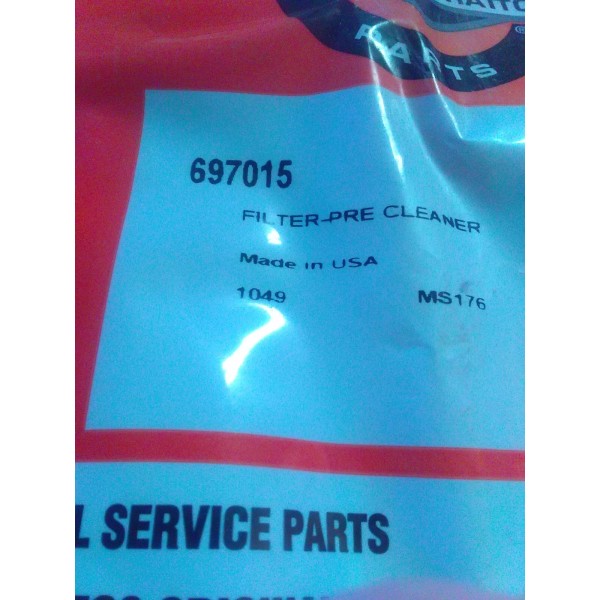 PARTS
®
697015
FILTER-PRE CLEANER
Made in USA
1049 MS176
SERVICE PARTS